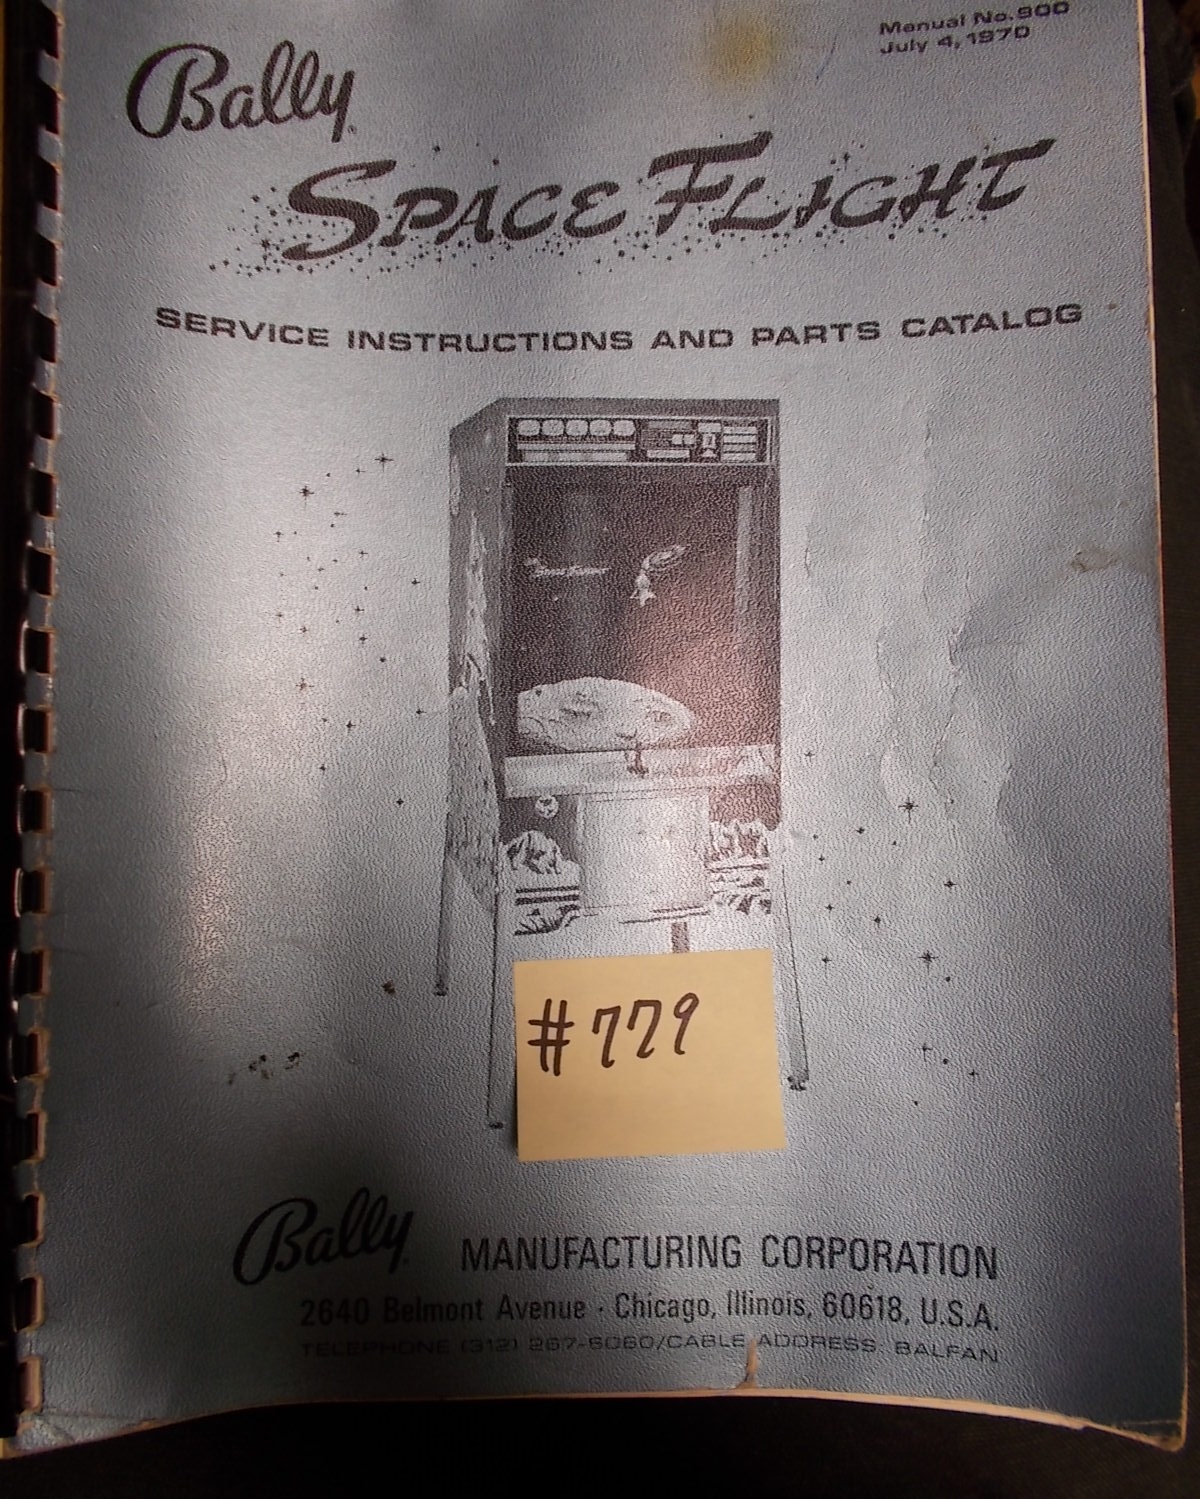 Manual No.900
July 4, 1970
Bally
SPACE FLIGHT
SERVICE INSTRUCTIONS AND PARTS CATALOG
#779
Bally MANUFACTURING CORPORATION
2640 Belmont Avenue · Chicago, Illinois, 60618, U.S.A.
TELEPHONE (312) 267-6060/CABLE ADDRESS: BALFAN